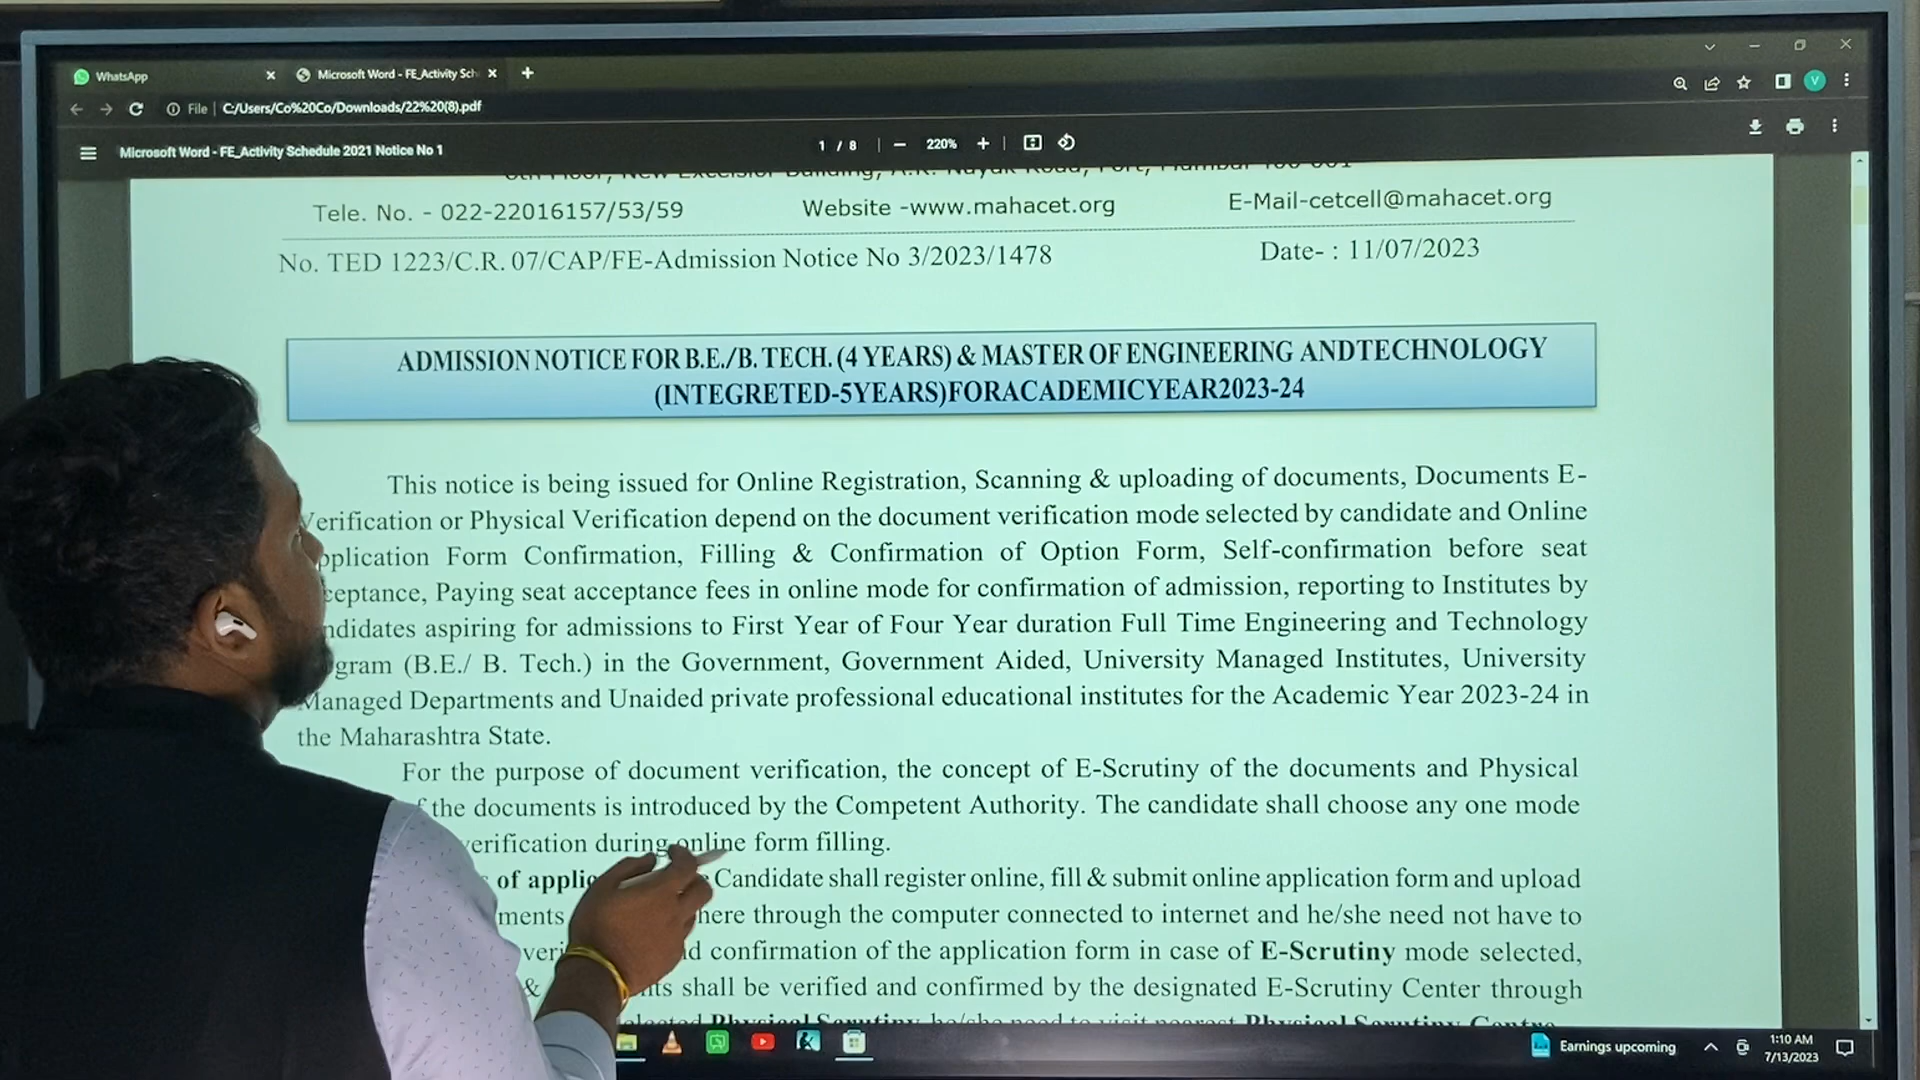 WhatsApp
Microsoft Word - FE_Activity Sch
File | C:/Users/Co%20Co/Downloads/22%20(8).pdf
V
Microsoft Word - FE_Activity Schedule 2021 Notice No 1
1 / 8
220%
Tele. No. - 022-22016157/53/59 Website -www.mahacet.org E-Mail-cetcell@mahacet.org
No. TED 1223/C.R. 07/CAP/FE-Admission Notice No 3/2023/1478 Date- : 11/07/2023
ADMISSION NOTICE FOR B.E./B. TECH. (4 YEARS) & MASTER OF ENGINEERING ANDTECHNOLOGY
(INTEGRETED-5YEARS)FORACADEMICYEAR2023-24
This notice is being issued for Online Registration, Scanning & uploading of documents, Documents E-
Verification or Physical Verification depend on the document verification mode selected by candidate and Online
pplication Form Confirmation, Filling & Confirmation of Option Form, Self-confirmation before seat
ceptance, Paying seat acceptance fees in online mode for confirmation of admission, reporting to Institutes by
ndidates aspiring for admissions to First Year of Four Year duration Full Time Engineering and Technology
gram (B.E./ B. Tech.) in the Government, Government Aided, University Managed Institutes, University
Managed Departments and Unaided private professional educational institutes for the Academic Year 2023-24 in
the Maharashtra State.
For the purpose of document verification, the concept of E-Scrutiny of the documents and Physical
the documents is introduced by the Competent Authority. The candidate shall choose any one mode
verification during online form filling.
of applic Candidate shall register online, fill & submit online application form and upload
ments here through the computer connected to internet and he/she need not have to
veri d confirmation of the application form in case of E-Scrutiny mode selected,
& nts shall be verified and confirmed by the designated E-Scrutiny Center through
Physical Scrutiny he/she need to visit nearest Physical Scrutiny Centre
Earnings upcoming
1:10 AM
7/13/2023